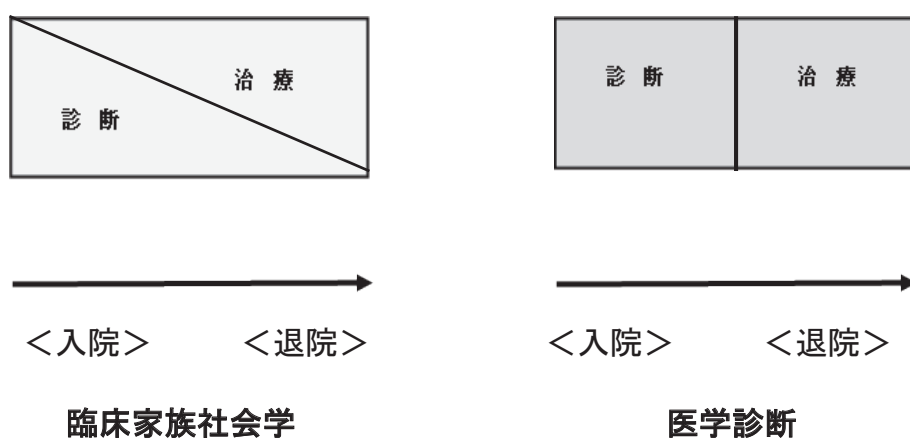 治 療
診 断
＜入院＞ ＜退院＞
臨床家族社会学
診 断 治 療
＜入院＞ ＜退院＞
医学診断